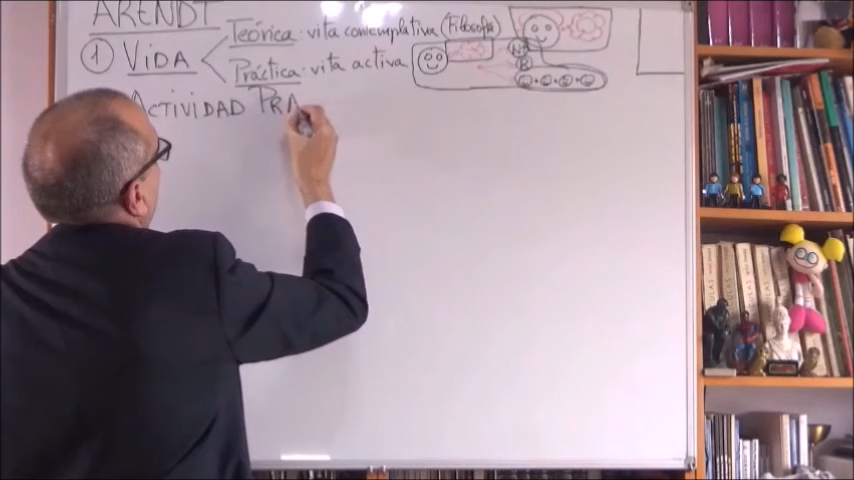 ARENDT
① VIDA
Teórica: vita contemplativa (Filosofía)
Práctica: vita activa
ACTIVIDAD PRA